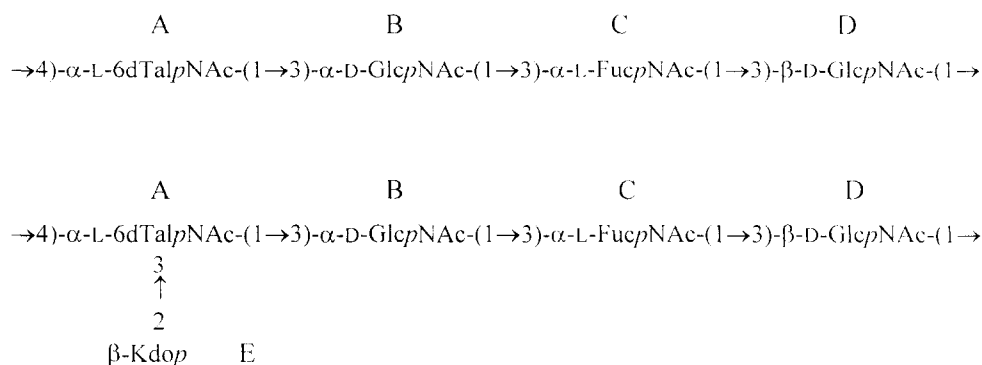 A B C D
→4)-α-L-6dTalpNAc-(1→3)-α-D-GlcpNAc-(1→3)-α-L-FucpNAc-(1→3)-β-D-GlcpNAc-(1→
A B C D
→4)-α-L-6dTalpNAc-(1→3)-α-D-GlcpNAc-(1→3)-α-L-FucpNAc-(1→3)-β-D-GlcpNAc-(1→
3
↑
2
β-Kdop E